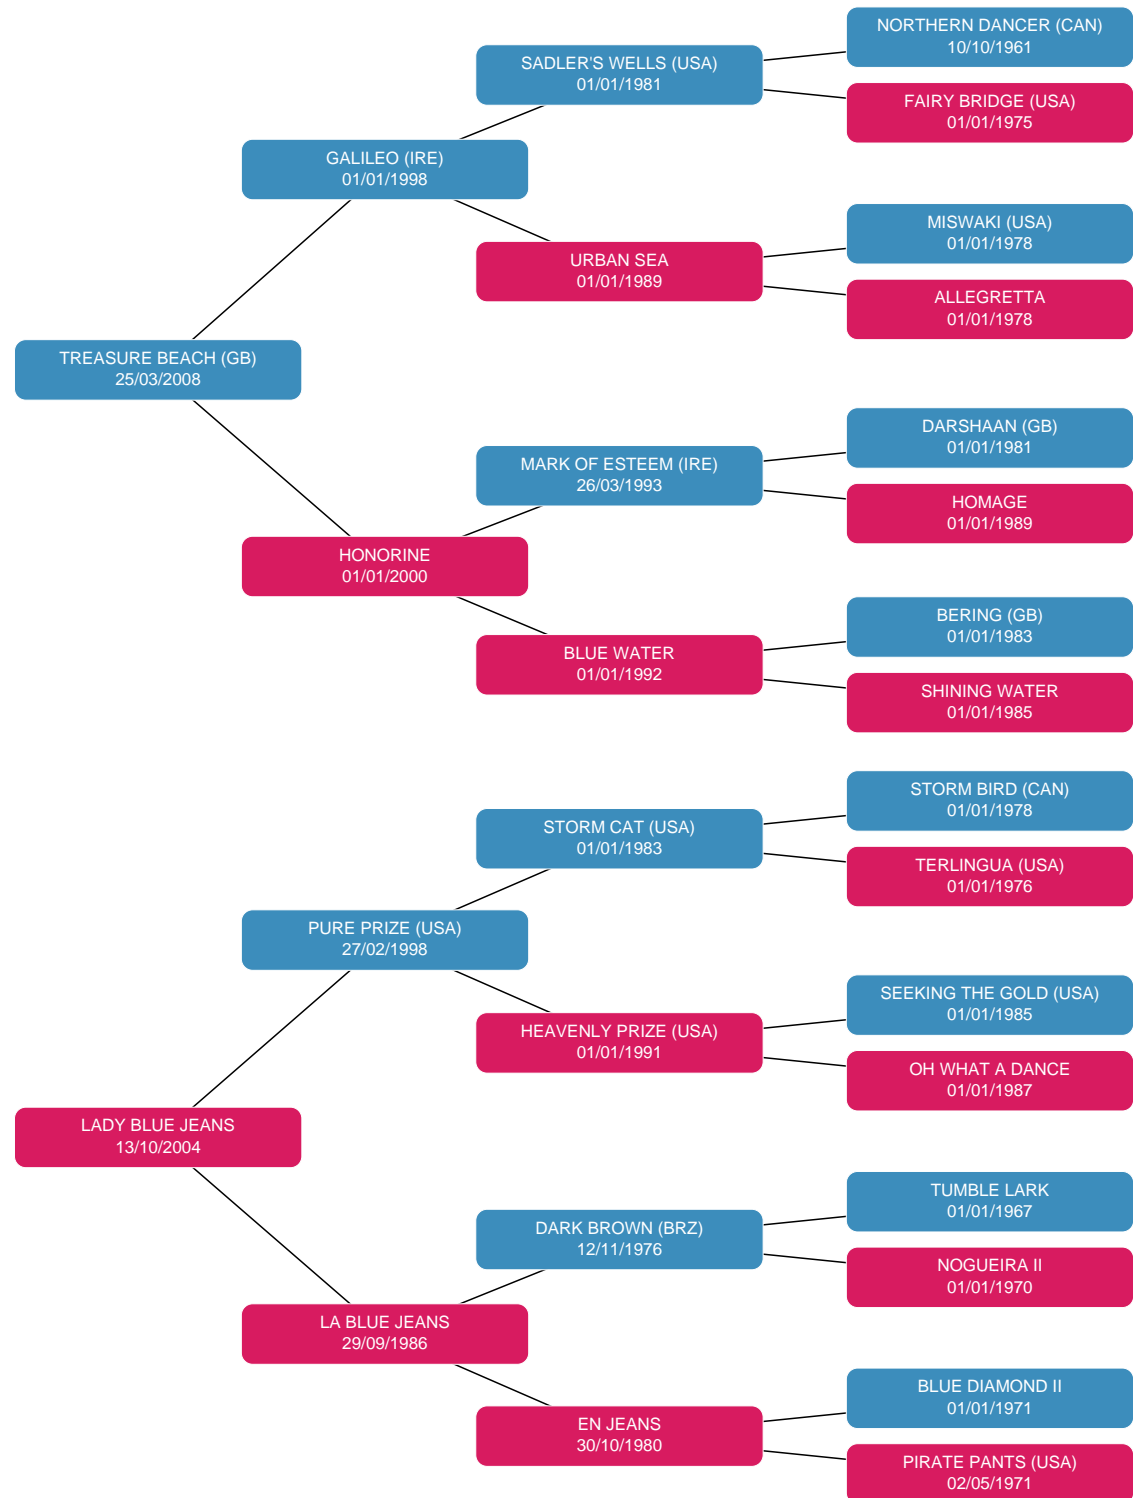 NORTHERN DANCER (CAN)
10/10/1961
SADLER'S WELLS (USA)
01/01/1981
FAIRY BRIDGE (USA)
01/01/1975
GALILEO (IRE)
01/01/1998
MISWAKI (USA)
01/01/1978
URBAN SEA
01/01/1989
ALLEGRETTA
01/01/1978
TREASURE BEACH (GB)
25/03/2008
DARSHAAN (GB)
01/01/1981
MARK OF ESTEEM (IRE)
26/03/1993
HOMAGE
01/01/1989
HONORINE
01/01/2000
BERING (GB)
01/01/1983
BLUE WATER
01/01/1992
SHINING WATER
01/01/1985
STORM BIRD (CAN)
01/01/1978
STORM CAT (USA)
01/01/1983
TERLINGUA (USA)
01/01/1976
PURE PRIZE (USA)
27/02/1998
SEEKING THE GOLD (USA)
01/01/1985
HEAVENLY PRIZE (USA)
01/01/1991
OH WHAT A DANCE
01/01/1987
LADY BLUE JEANS
13/10/2004
TUMBLE LARK
01/01/1967
DARK BROWN (BRZ)
12/11/1976
NOGUEIRA II
01/01/1970
LA BLUE JEANS
29/09/1986
BLUE DIAMOND II
01/01/1971
EN JEANS
30/10/1980
PIRATE PANTS (USA)
02/05/1971